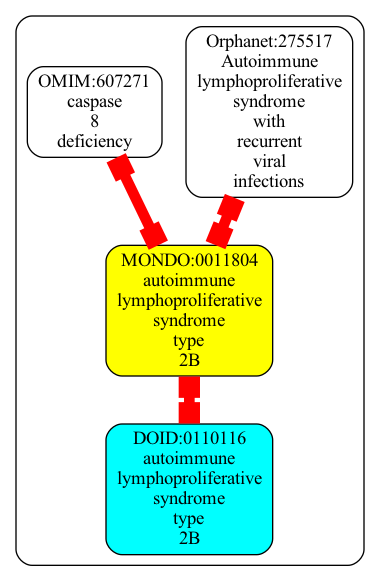 OMIM:607271
caspase
8
deficiency
Orphanet:275517
Autoimmune
lymphoproliferative
syndrome
with
recurrent
viral
infections
MONDO:0011804
autoimmune
lymphoproliferative
syndrome
type
2B
DOID:0110116
autoimmune
lymphoproliferative
syndrome
type
2B